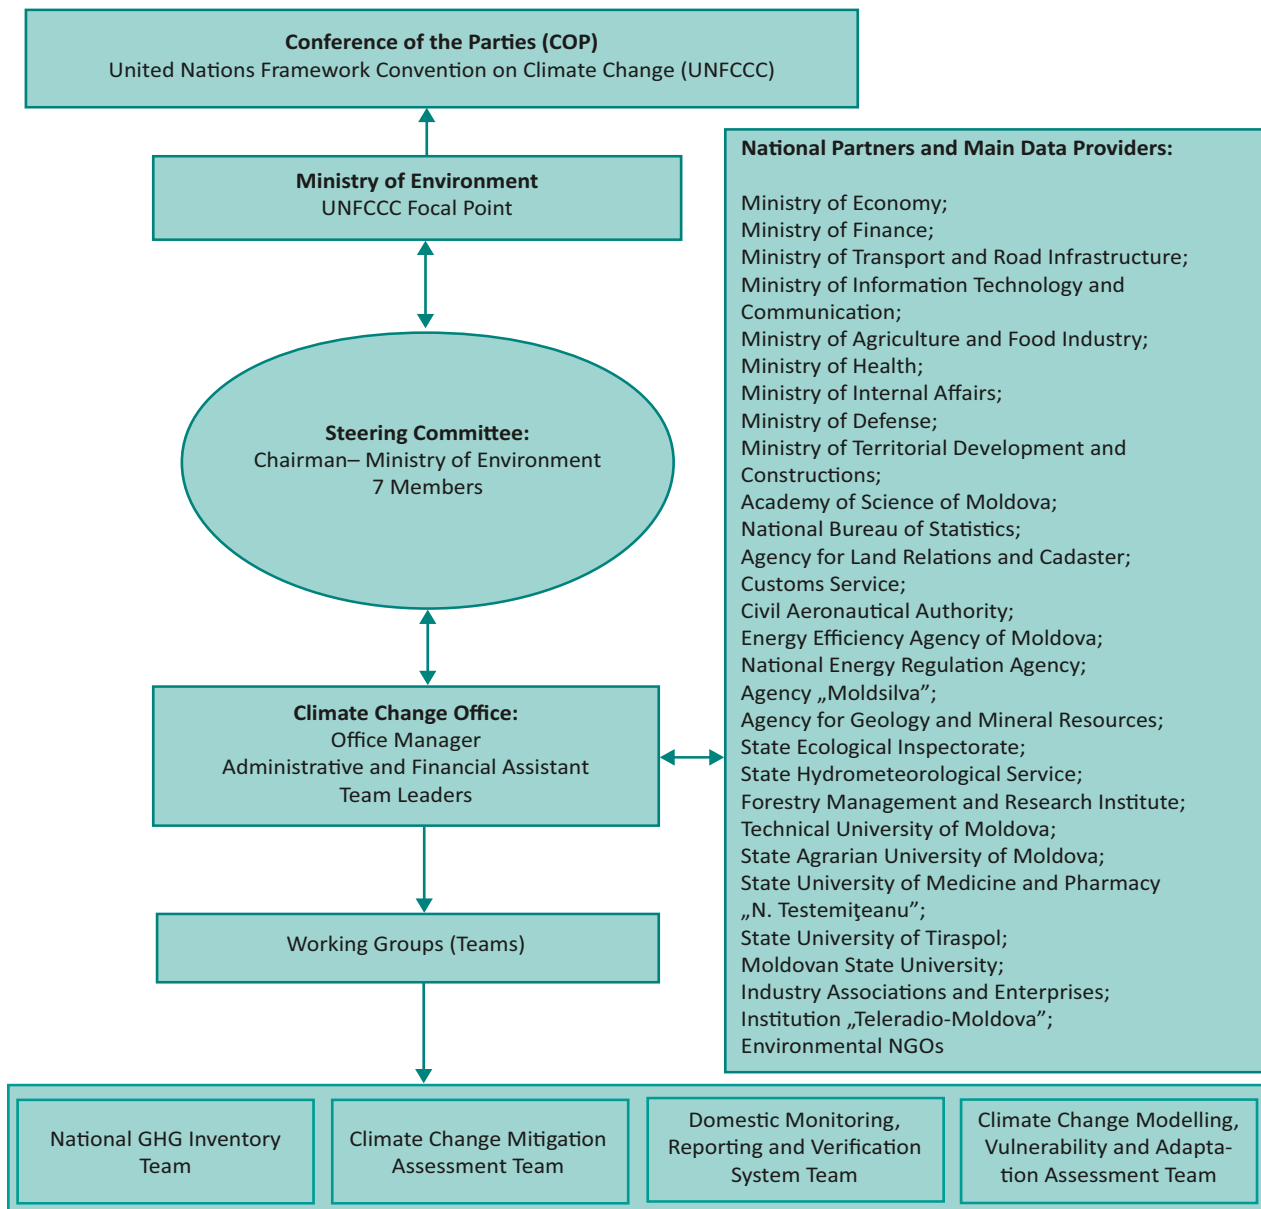 Conference of the Parties (COP)
United Nations Framework Convention on Climate Change (UNFCCC)
Ministry of Environment
UNFCCC Focal Point
Steering Committee:
Chairman– Ministry of Environment
7 Members
Climate Change Office:
Office Manager
Administrative and Financial Assistant
Team Leaders
Working Groups (Teams)
National Partners and Main Data Providers:
Ministry of Economy;
Ministry of Finance;
Ministry of Transport and Road Infrastructure;
Ministry of Information Technology and
Communication;
Ministry of Agriculture and Food Industry;
Ministry of Health;
Ministry of Internal Affairs;
Ministry of Defense;
Ministry of Territorial Development and
Constructions;
Academy of Science of Moldova;
National Bureau of Statistics;
Agency for Land Relations and Cadaster;
Customs Service;
Civil Aeronautical Authority;
Energy Efficiency Agency of Moldova;
National Energy Regulation Agency;
Agency „Moldsilva”;
Agency for Geology and Mineral Resources;
State Ecological Inspectorate;
State Hydrometeorological Service;
Forestry Management and Research Institute;
Technical University of Moldova;
State Agrarian University of Moldova;
State University of Medicine and Pharmacy
„N. Testemiţeanu”;
State University of Tiraspol;
Moldovan State University;
Industry Associations and Enterprises;
Institution „Teleradio-Moldova”;
Environmental NGOs
National GHG Inventory
Team
Climate Change Mitigation
Assessment Team
Domestic Monitoring,
Reporting and Verification
System Team
Climate Change Modelling,
Vulnerability and Adapta-
tion Assessment Team